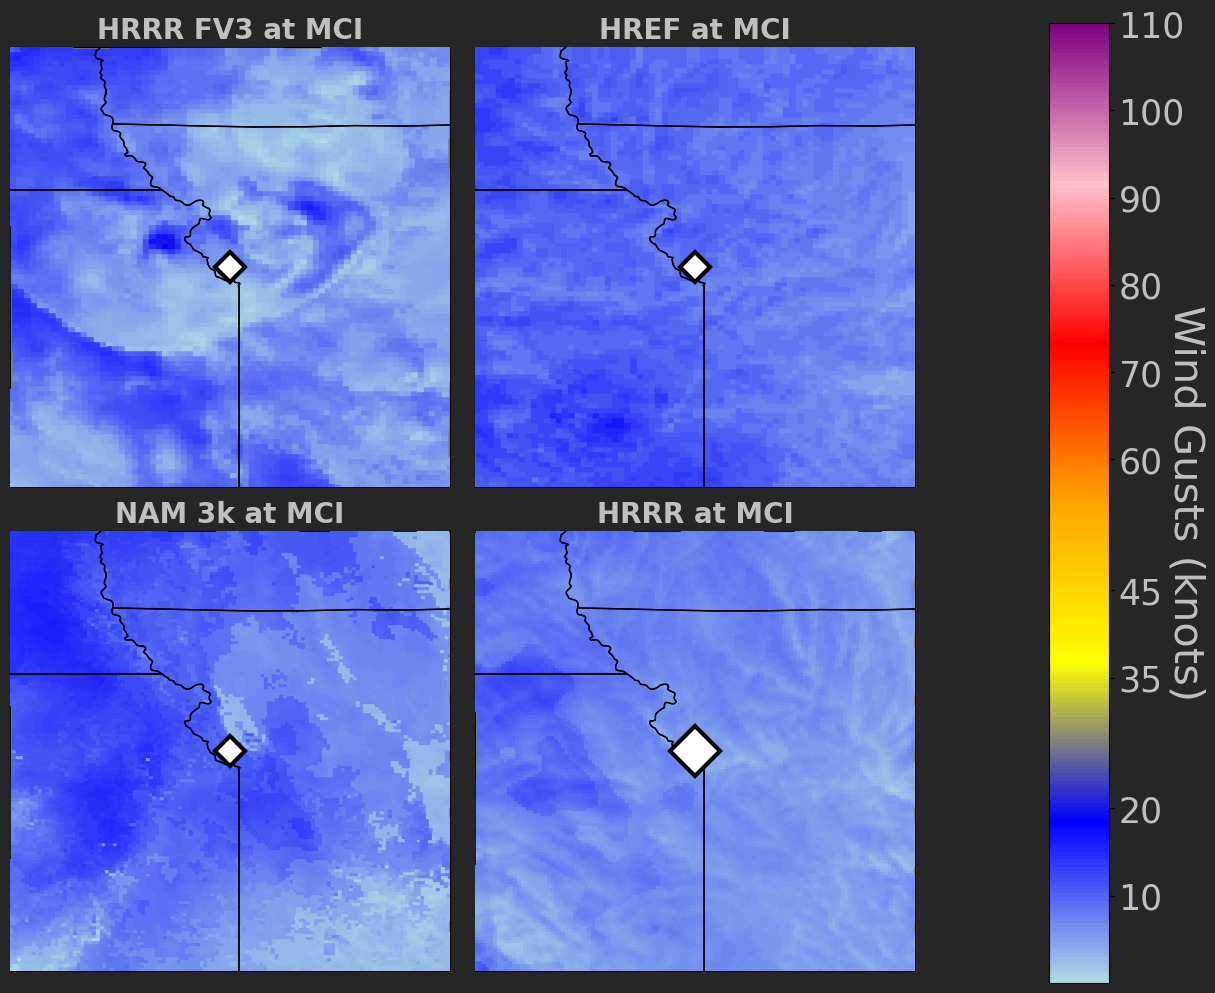 HRRR FV3 at MCI
HREF at MCI
NAM 3k at MCI
HRRR at MCI
110
100
90
80
70
60
45
35
20
10
Wind Gusts (knots)